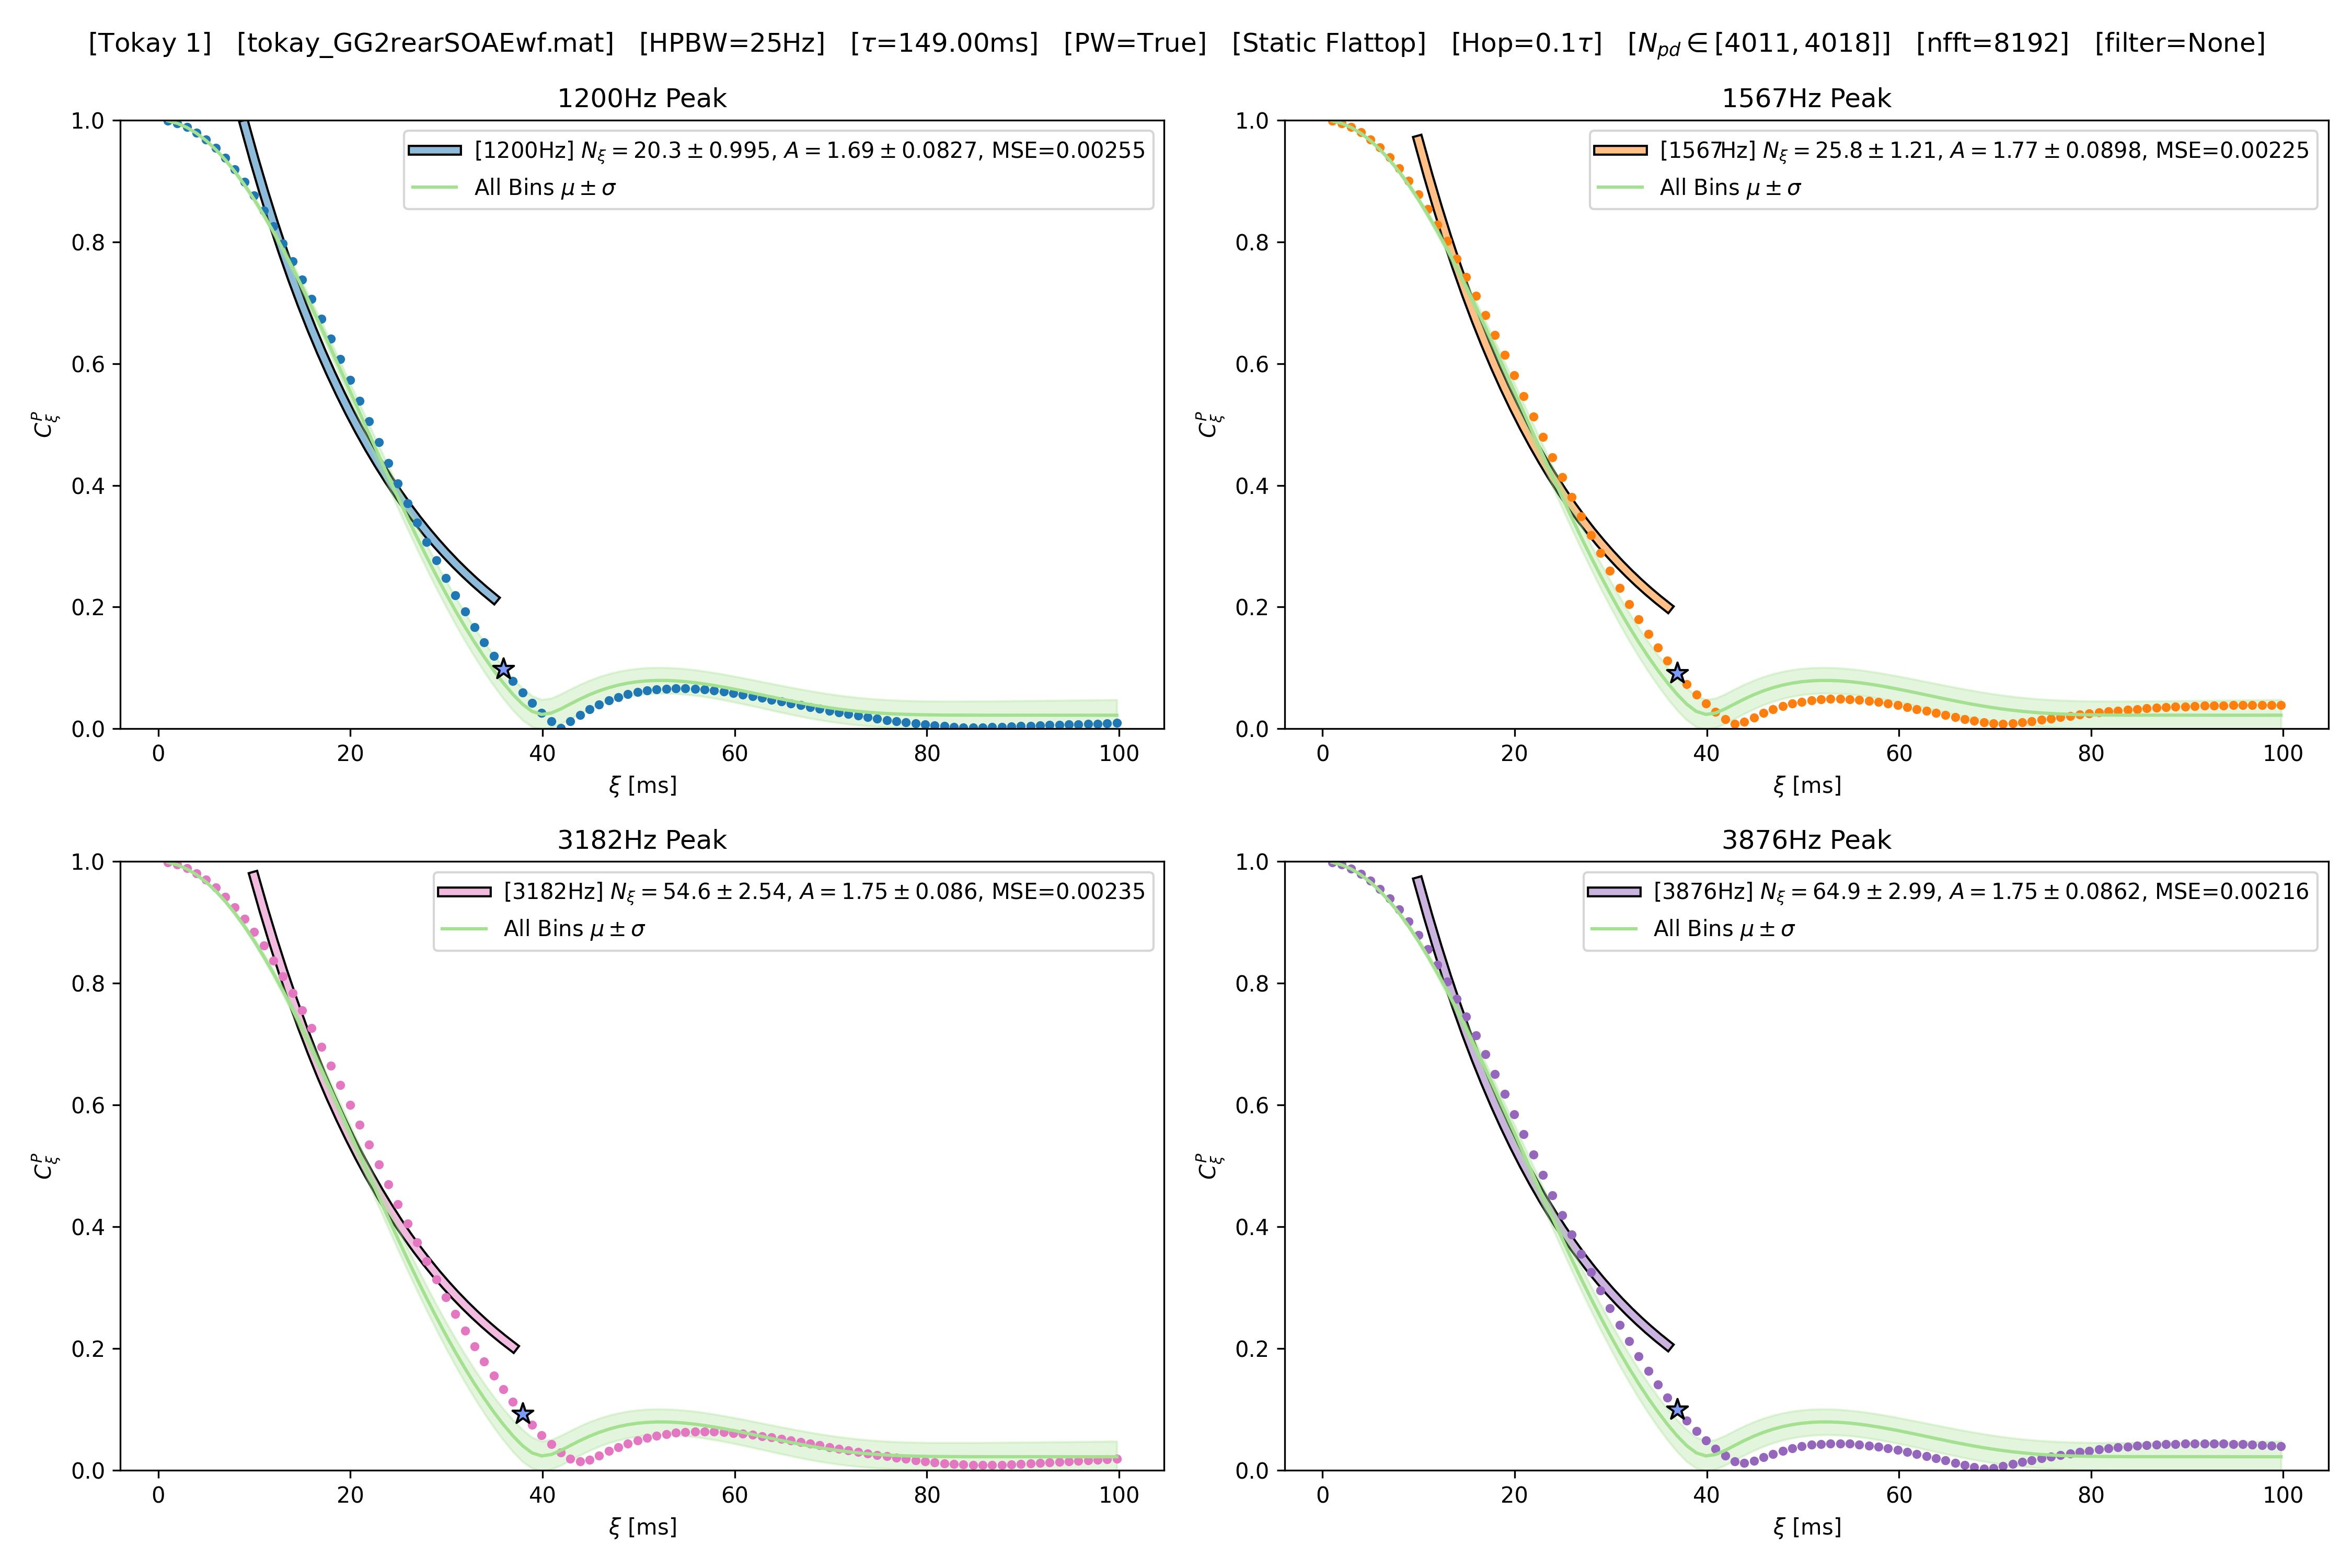 [Tokay 1]   [tokay_GG2rearSOAEwf.mat]   [HPBW=25Hz]   [τ=149.00ms]   [PW=True]   [Static Flattop]   [Hop=0.1τ]   [N_pd ∈ [4011, 4018]]   [nfft=8192]   [filter=None]
1200Hz Peak
[1200Hz] N_ξ = 20.3 ± 0.995, A = 1.69 ± 0.0827, MSE=0.00255
All Bins μ ± σ
1.0
0.8
0.6
0.4
0.2
0.0
C_ξ^P
0 20 40 60 80 100
ξ [ms]
1567Hz Peak
[1567Hz] N_ξ = 25.8 ± 1.21, A = 1.77 ± 0.0898, MSE=0.00225
All Bins μ ± σ
1.0
0.8
0.6
0.4
0.2
0.0
C_ξ^P
0 20 40 60 80 100
ξ [ms]
3182Hz Peak
[3182Hz] N_ξ = 54.6 ± 2.54, A = 1.75 ± 0.086, MSE=0.00235
All Bins μ ± σ
1.0
0.8
0.6
0.4
0.2
0.0
C_ξ^P
0 20 40 60 80 100
ξ [ms]
3876Hz Peak
[3876Hz] N_ξ = 64.9 ± 2.99, A = 1.75 ± 0.0862, MSE=0.00216
All Bins μ ± σ
1.0
0.8
0.6
0.4
0.2
0.0
C_ξ^P
0 20 40 60 80 100
ξ [ms]